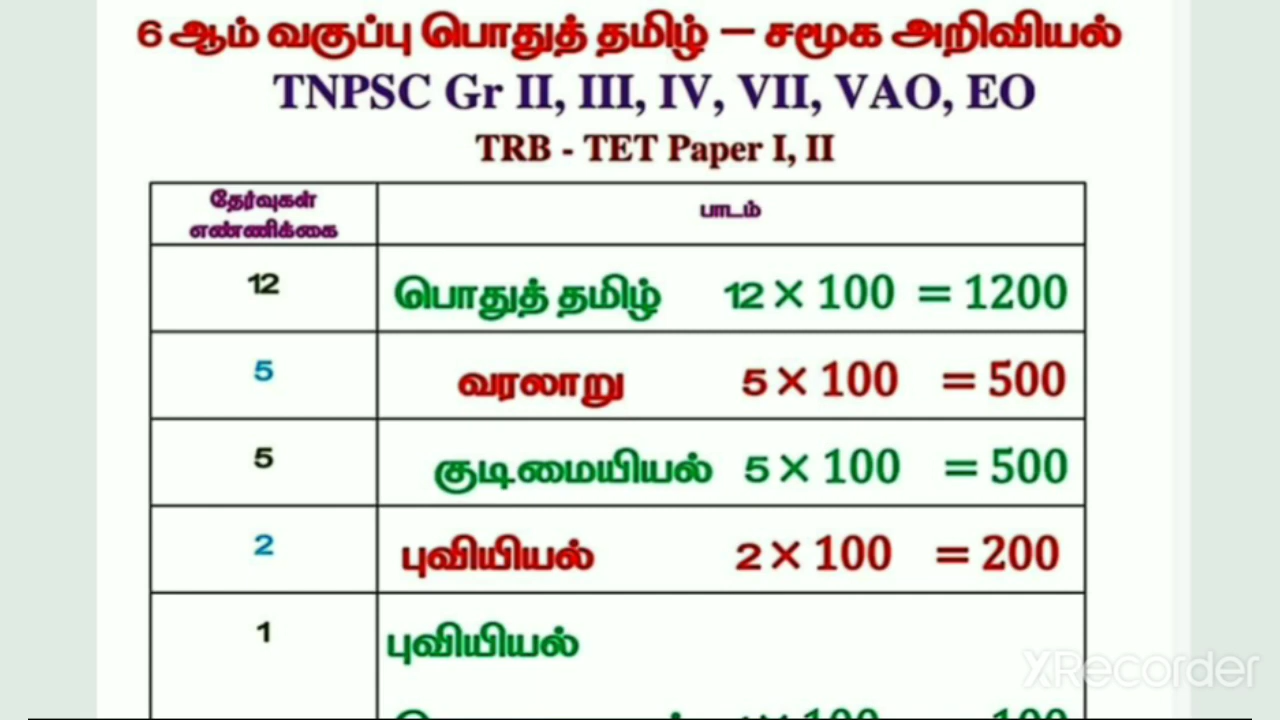 6 ஆம் வகுப்பு பொதுத் தமிழ் – சமூக அறிவியல்
TNPSC Gr II, III, IV, VII, VAO, EO
TRB - TET Paper I, II
தேர்வுகள் எண்ணிக்கை பாடம்
12 பொதுத் தமிழ் 12 × 100 = 1200
5 வரலாறு 5 × 100 = 500
5 குடிமையியல் 5 × 100 = 500
2 புவியியல் 2 × 100 = 200
1 புவியியல்
XRecorder